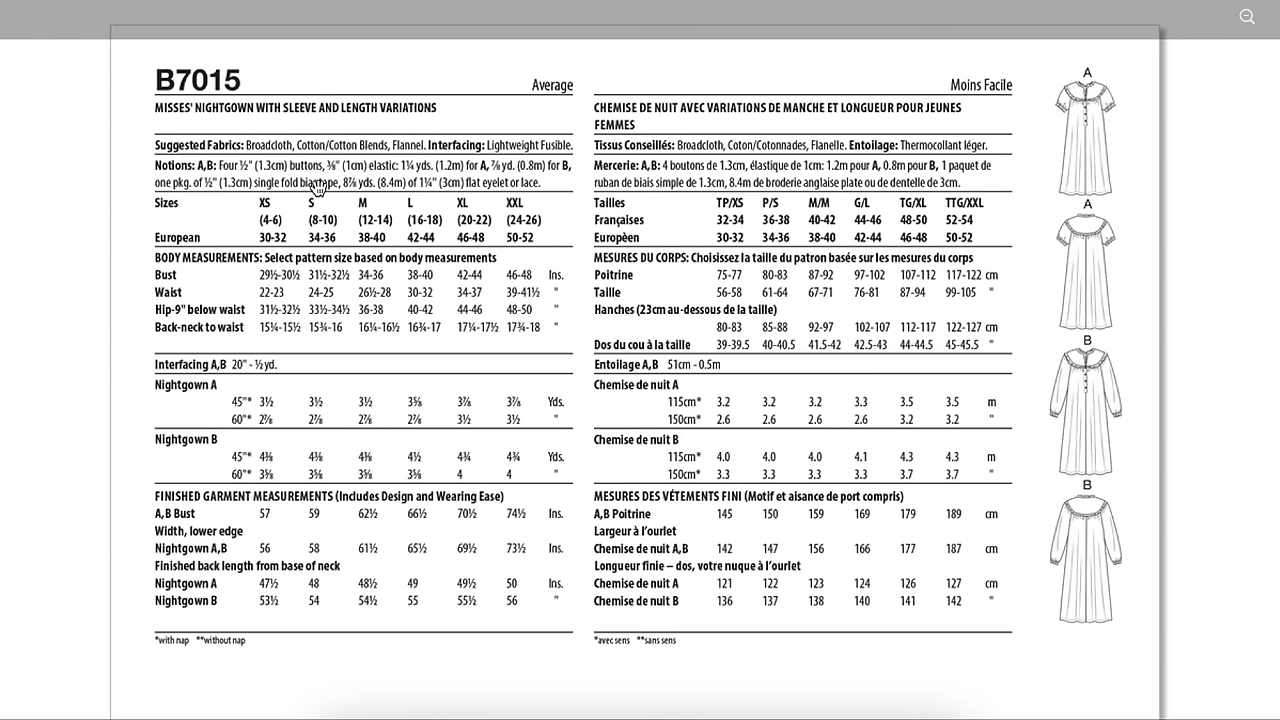 B7015 Average
MISSES' NIGHTGOWN WITH SLEEVE AND LENGTH VARIATIONS
Suggested Fabrics: Broadcloth, Cotton/Cotton Blends, Flannel. Interfacing: Lightweight Fusible.
Notions: A,B: Four ½" (1.3cm) buttons, ⅜" (1cm) elastic: 1¼ yds. (1.2m) for A, ⅞ yd. (0.8m) for B,
one pkg. of ½" (1.3cm) single fold bias tape, 8⅞ yds. (8.4m) of 1¼" (3cm) flat eyelet or lace.
Sizes XS S M L XL XXL
(4-6) (8-10) (12-14) (16-18) (20-22) (24-26)
European 30-32 34-36 38-40 42-44 46-48 50-52
BODY MEASUREMENTS: Select pattern size based on body measurements
Bust 29½-30½ 31½-32½ 34-36 38-40 42-44 46-48 Ins.
Waist 22-23 24-25 26½-28 30-32 34-37 39-41½ "
Hip-9" below waist 31½-32½ 33½-34½ 36-38 40-42 44-46 48-50 "
Back-neck to waist 15¼-15½ 15¾-16 16¼-16½ 16¾-17 17¼-17½ 17¾-18 "
Interfacing A,B 20" - ½ yd.
Nightgown A
45"* 3½ 3½ 3½ 3⅝ 3⅞ 3⅞ Yds.
60"* 2⅞ 2⅞ 2⅞ 2⅞ 3½ 3½ "
Nightgown B
45"* 4⅜ 4⅜ 4⅜ 4½ 4¾ 4¾ Yds.
60"* 3⅝ 3⅝ 3⅝ 3⅝ 4 4 "
FINISHED GARMENT MEASUREMENTS (Includes Design and Wearing Ease)
A,B Bust 57 59 62½ 66½ 70½ 74½ Ins.
Width, lower edge
Nightgown A,B 56 58 61½ 65½ 69½ 73½ Ins.
Finished back length from base of neck
Nightgown A 47½ 48 48½ 49 49½ 50 Ins.
Nightgown B 53½ 54 54½ 55 55½ 56 "
*with nap **without nap
Moins Facile
CHEMISE DE NUIT AVEC VARIATIONS DE MANCHE ET LONGUEUR POUR JEUNES
FEMMES
Tissus Conseillés: Broadcloth, Coton/Cotonnades, Flanelle. Entoilage: Thermocollant léger.
Mercerie: A,B: 4 boutons de 1.3cm, élastique de 1cm: 1.2m pour A, 0.8m pour B, 1 paquet de
ruban de biais simple de 1.3cm, 8.4m de broderie anglaise plate ou de dentelle de 3cm.
Tailles TP/XS P/S M/M G/L TG/XL TTG/XXL
Françaises 32-34 36-38 40-42 44-46 48-50 52-54
Europèen 30-32 34-36 38-40 42-44 46-48 50-52
MESURES DU CORPS: Choisissez la taille du patron basée sur les mesures du corps
Poitrine 75-77 80-83 87-92 97-102 107-112 117-122 cm
Taille 56-58 61-64 67-71 76-81 87-94 99-105 "
Hanches (23cm au-dessous de la taille)
80-83 85-88 92-97 102-107 112-117 122-127 cm
Dos du cou à la taille 39-39.5 40-40.5 41.5-42 42.5-43 44-44.5 45-45.5 "
Entoilage A,B 51cm - 0.5m
Chemise de nuit A
115cm* 3.2 3.2 3.2 3.3 3.5 3.5 m
150cm* 2.6 2.6 2.6 2.6 3.2 3.2 "
Chemise de nuit B
115cm* 4.0 4.0 4.0 4.1 4.3 4.3 m
150cm* 3.3 3.3 3.3 3.3 3.7 3.7 "
MESURES DES VÉTEMENTS FINI (Motif et aisance de port compris)
A,B Poitrine 145 150 159 169 179 189 cm
Largeur à l'ourlet
Chemise de nuit A,B 142 147 156 166 177 187 cm
Longueur finie – dos, votre nuque à l'ourlet
Chemise de nuit A 121 122 123 124 126 127 cm
Chemise de nuit B 136 137 138 140 141 142 "
*avec sens **sans sens
A
A
B
B